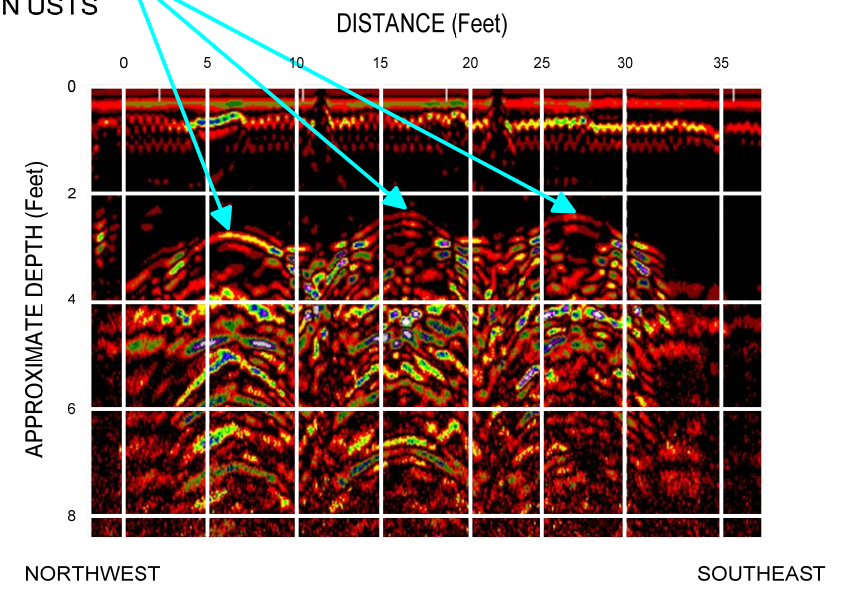 N USTS
DISTANCE (Feet)
0 5 10 15 20 25 30 35
0
2
4
6
8
APPROXIMATE DEPTH (Feet)
NORTHWEST SOUTHEAST